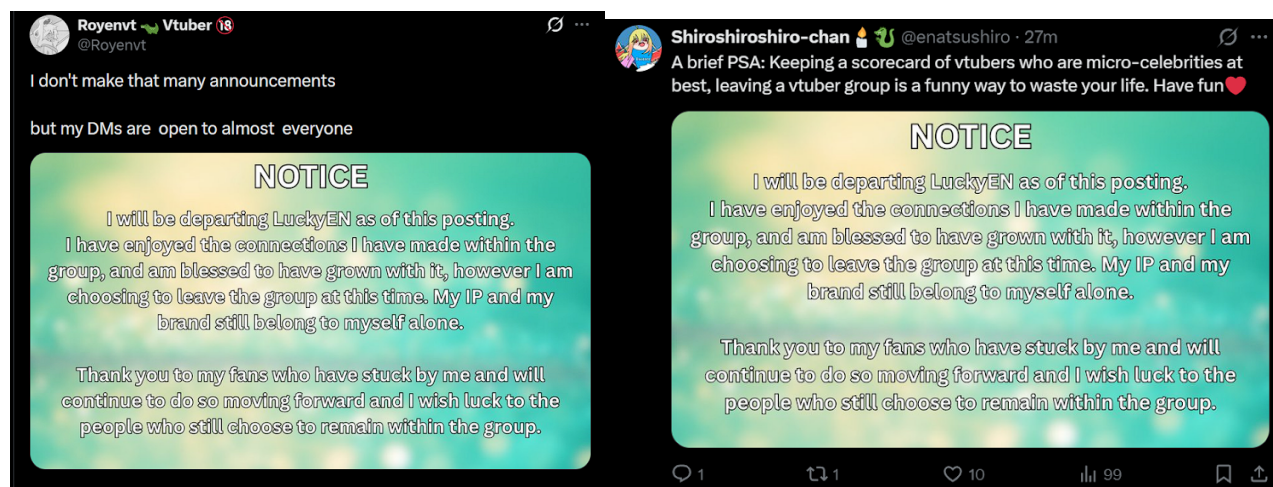 Royenvt 🐊 Vtuber 🔞
@Royenvt
I don't make that many announcements
but my DMs are open to almost everyone
NOTICE
I will be departing LuckyEN as of this posting.
I have enjoyed the connections I have made within the
group, and am blessed to have grown with it, however I am
choosing to leave the group at this time. My IP and my
brand still belong to myself alone.
Thank you to my fans who have stuck by me and will
continue to do so moving forward and I wish luck to the
people who still choose to remain within the group.
Shiroshiroshiro-chan 🕯️🐉 @enatsushiro · 27m
A brief PSA: Keeping a scorecard of vtubers who are micro-celebrities at
best, leaving a vtuber group is a funny way to waste your life. Have fun❤️
NOTICE
I will be departing LuckyEN as of this posting.
I have enjoyed the connections I have made within the
group, and am blessed to have grown with it, however I am
choosing to leave the group at this time. My IP and my
brand still belong to myself alone.
Thank you to my fans who have stuck by me and will
continue to do so moving forward and I wish luck to the
people who still choose to remain within the group.
1 1 10 99